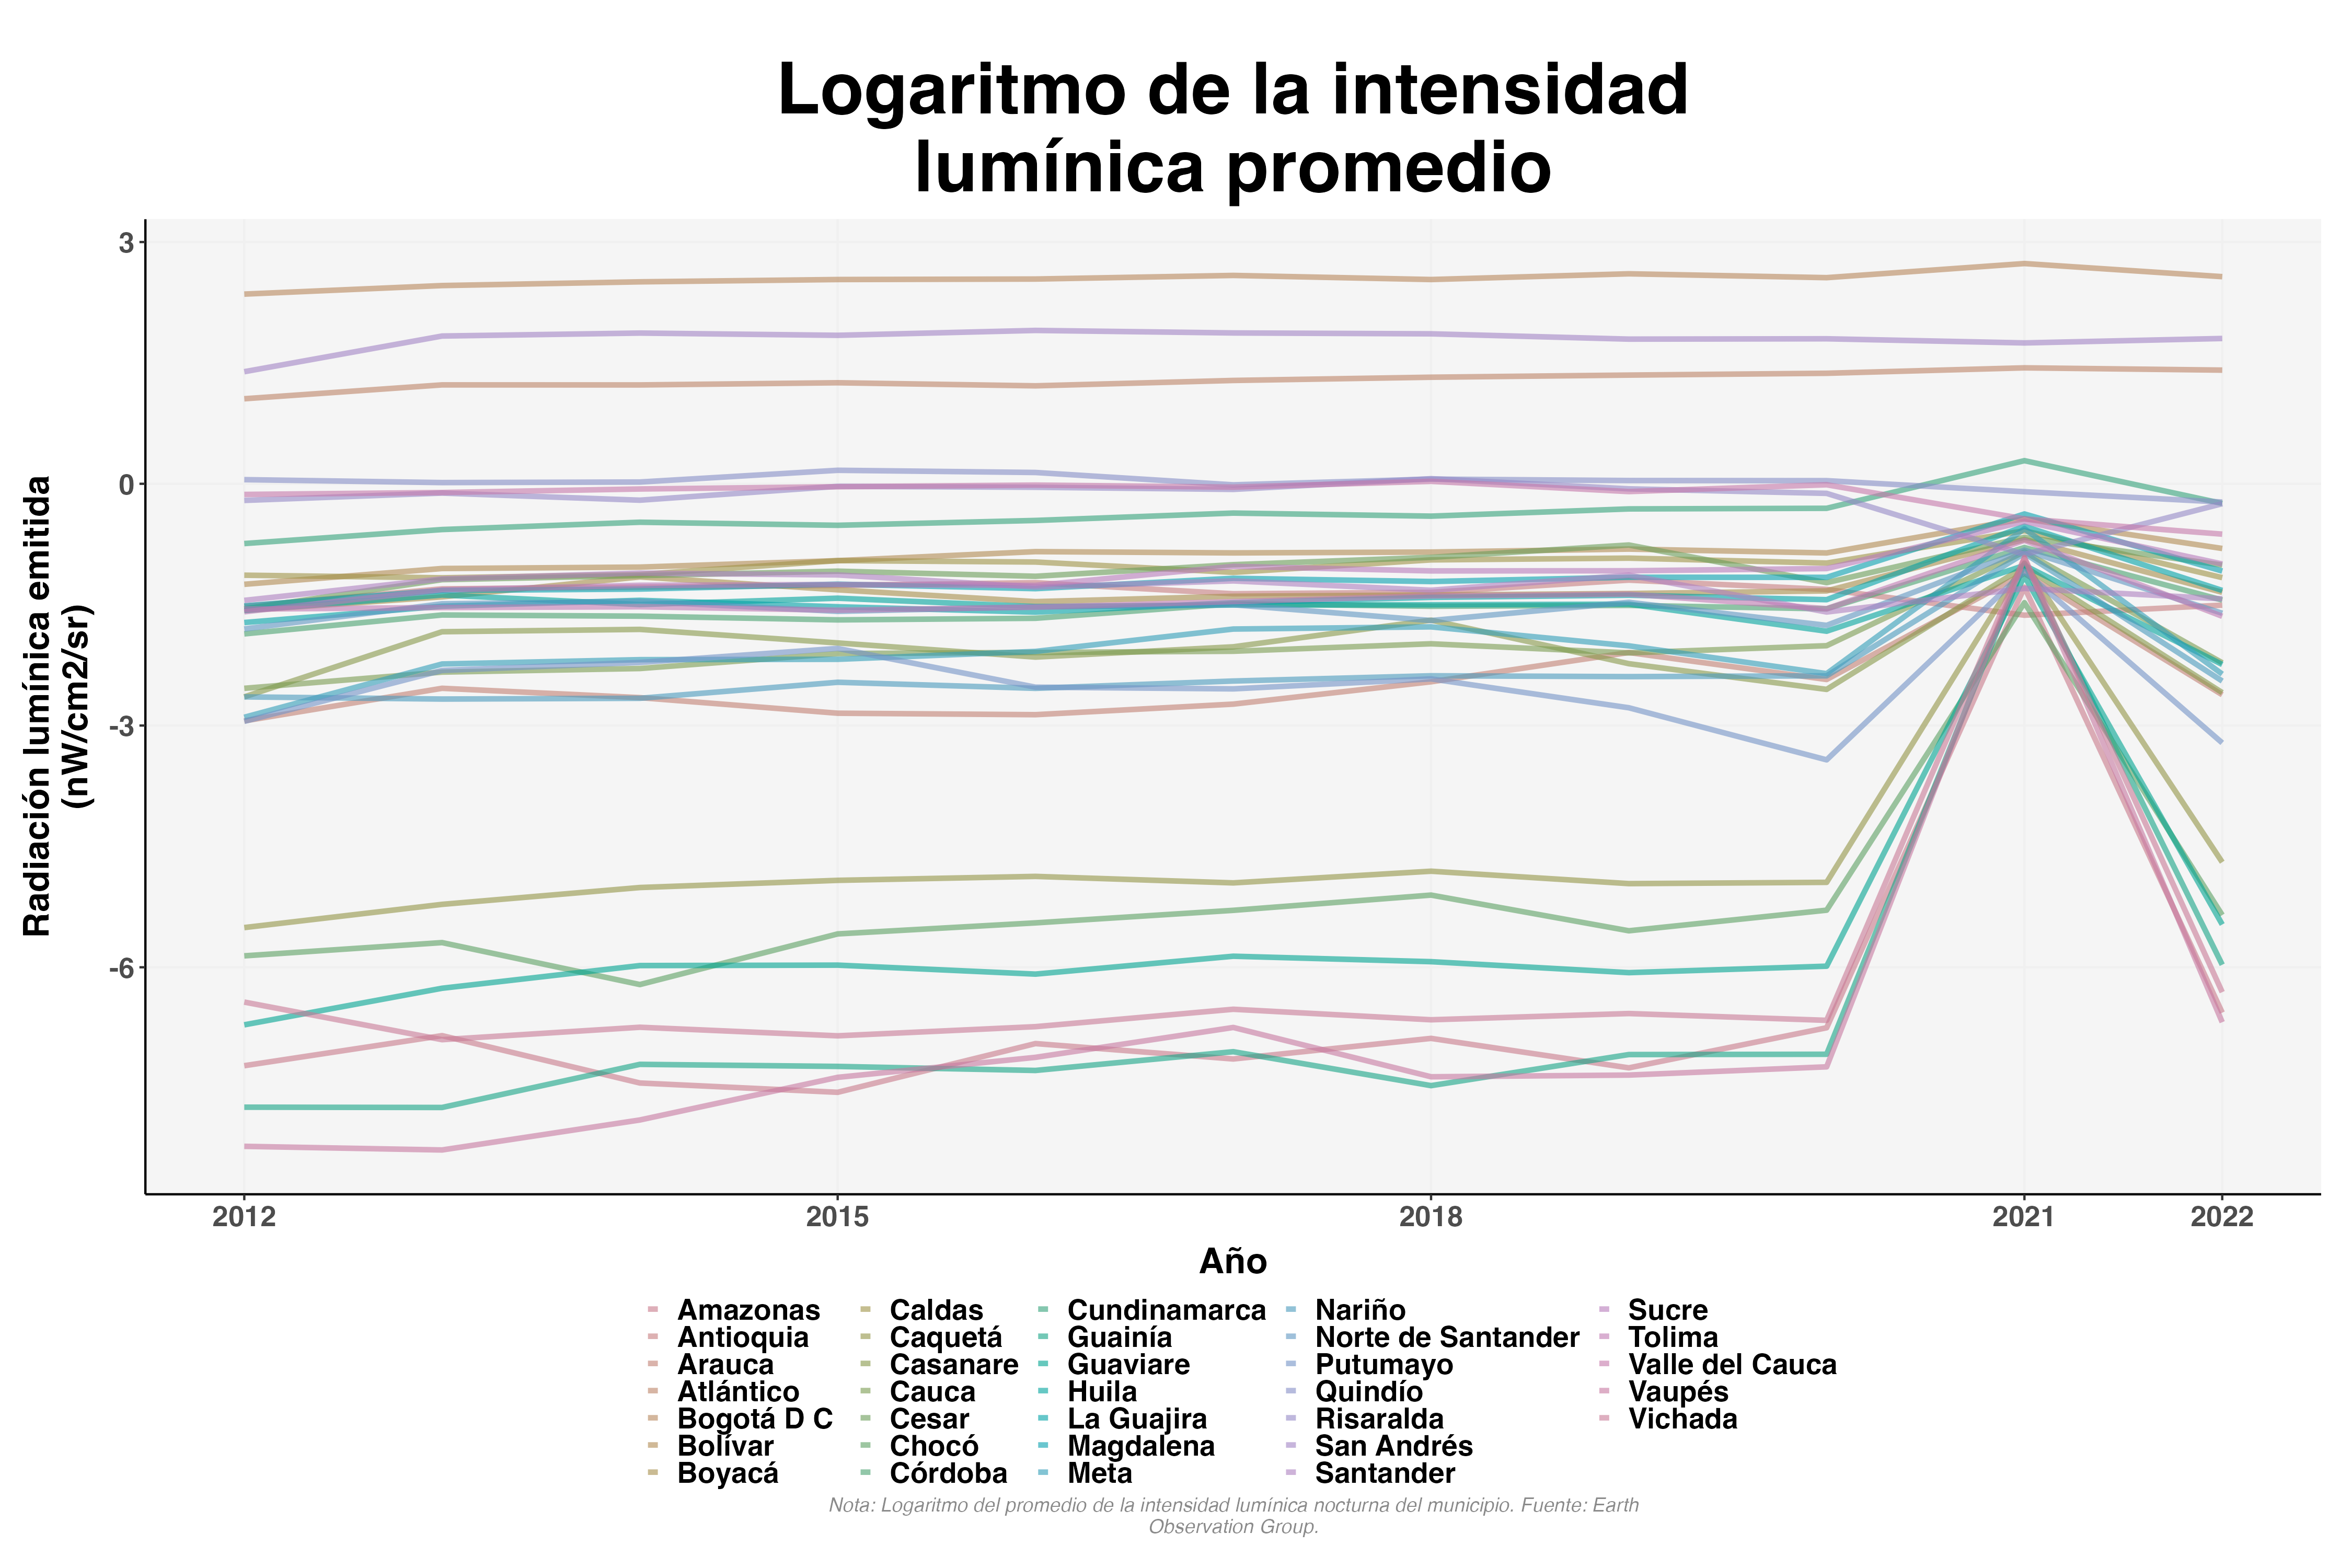 Logaritmo de la intensidad
lumínica promedio
Radiación lumínica emitida
(nW/cm2/sr)
3
0
-3
-6
2012
2015
2018
2021
2022
Año
Amazonas
Antioquia
Arauca
Atlántico
Bogotá D C
Bolívar
Boyacá
Caldas
Caquetá
Casanare
Cauca
Cesar
Chocó
Córdoba
Cundinamarca
Guainía
Guaviare
Huila
La Guajira
Magdalena
Meta
Nariño
Norte de Santander
Putumayo
Quindío
Risaralda
San Andrés
Santander
Sucre
Tolima
Valle del Cauca
Vaupés
Vichada
Nota: Logaritmo del promedio de la intensidad lumínica nocturna del municipio. Fuente: Earth
Observation Group.